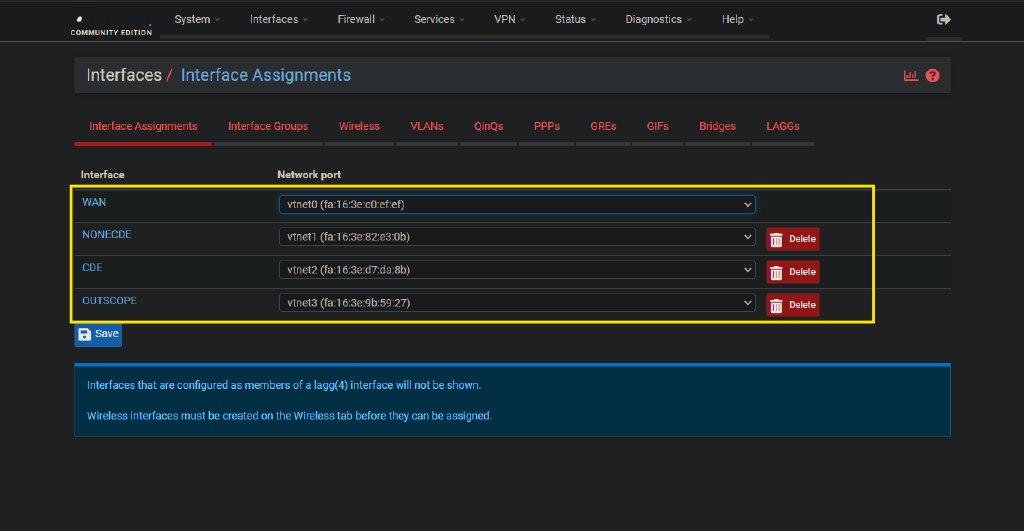 COMMUNITY EDITION
System Interfaces Firewall Services VPN Status Diagnostics Help
Interfaces / Interface Assignments
Interface Assignments Interface Groups Wireless VLANs QinQs PPPs GREs GIFs Bridges LAGGs
Interface Network port
WAN vtnet0 (fa:16:3e:c0:ef:ef)
NONECDE vtnet1 (fa:16:3e:82:e3:0b) Delete
CDE vtnet2 (fa:16:3e:d7:da:8b) Delete
OUTSCOPE vtnet3 (fa:16:3e:9b:59:27) Delete
Save
Interfaces that are configured as members of a lagg(4) interface will not be shown.
Wireless interfaces must be created on the Wireless tab before they can be assigned.